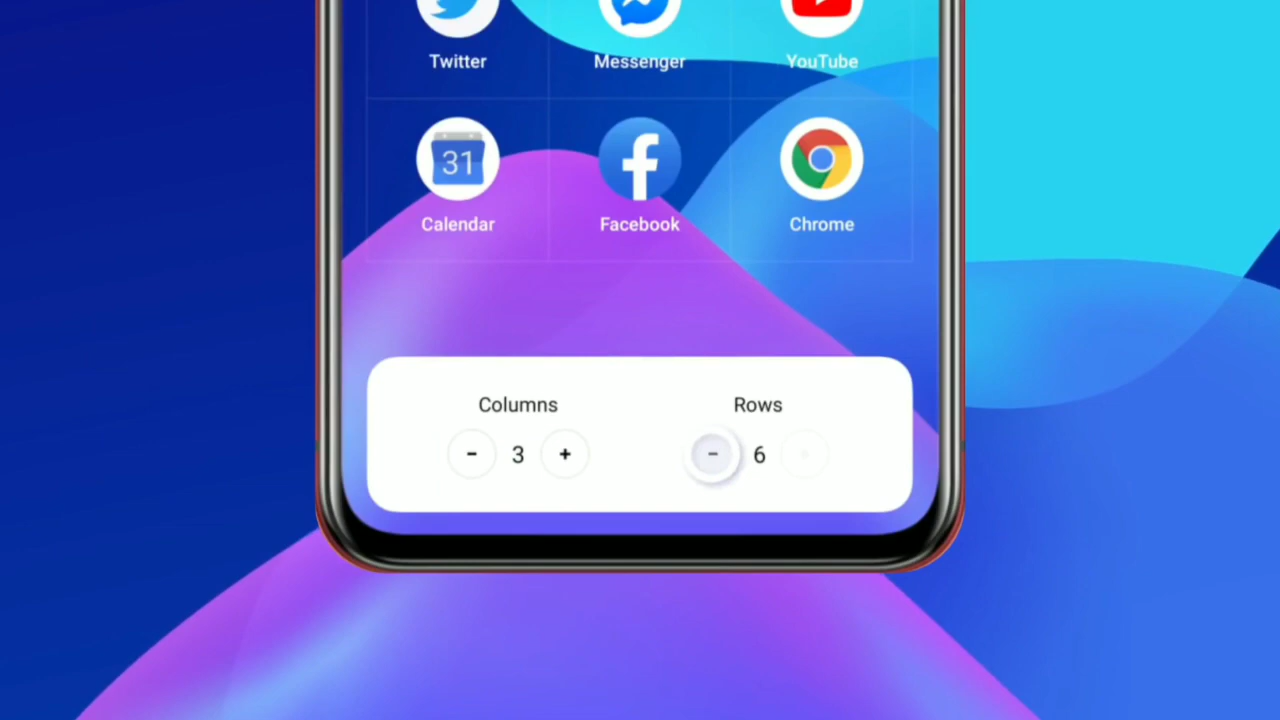 Twitter Messenger YouTube
31
Calendar Facebook Chrome
Columns Rows
- 3 + - 6